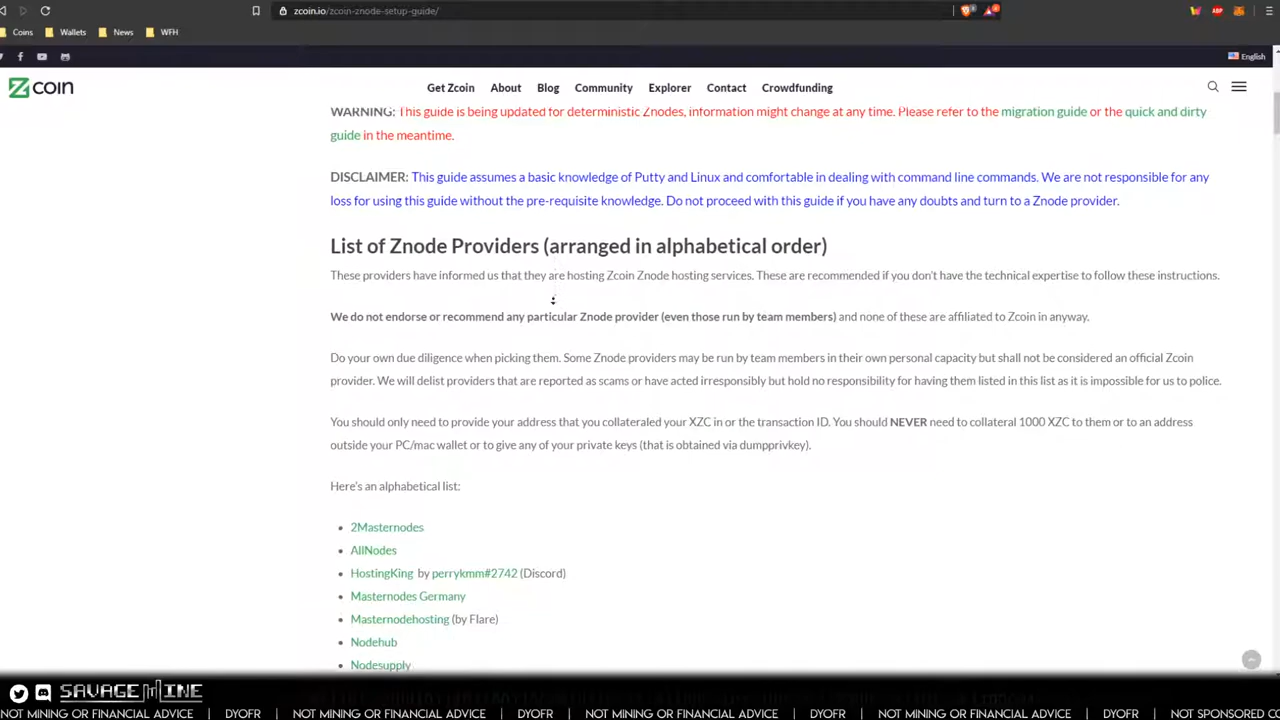 zcoin.io/zcoin-znode-setup-guide/
Coins Wallets News WFH
English
Zcoin
Get Zcoin About Blog Community Explorer Contact Crowdfunding
WARNING: This guide is being updated for deterministic Znodes, information might change at any time. Please refer to the migration guide or the quick and dirty
guide in the meantime.
DISCLAIMER: This guide assumes a basic knowledge of Putty and Linux and comfortable in dealing with command line commands. We are not responsible for any
loss for using this guide without the pre-requisite knowledge. Do not proceed with this guide if you have any doubts and turn to a Znode provider.
List of Znode Providers (arranged in alphabetical order)
These providers have informed us that they are hosting Zcoin Znode hosting services. These are recommended if you don't have the technical expertise to follow these instructions.
We do not endorse or recommend any particular Znode provider (even those run by team members) and none of these are affiliated to Zcoin in anyway.
Do your own due diligence when picking them. Some Znode providers may be run by team members in their own personal capacity but shall not be considered an official Zcoin
provider. We will delist providers that are reported as scams or have acted irresponsibly but hold no responsibility for having them listed in this list as it is impossible for us to police.
You should only need to provide your address that you collateraled your XZC in or the transaction ID. You should NEVER need to collateral 1000 XZC to them or to an address
outside your PC/mac wallet or to give any of your private keys (that is obtained via dumpprivkey).
Here's an alphabetical list:
• 2Masternodes
• AllNodes
• HostingKing by perrykmm#2742 (Discord)
• Masternodes Germany
• Masternodehosting (by Flare)
• Nodehub
• Nodesupply
SAVAGEMINE
NOT MINING OR FINANCIAL ADVICE | DYOFR | NOT MINING OR FINANCIAL ADVICE | DYOFR | NOT MINING OR FINANCIAL ADVICE | DYOFR | NOT MINING OR FINANCIAL ADVICE | DYOFR | NOT SPONSORED CO